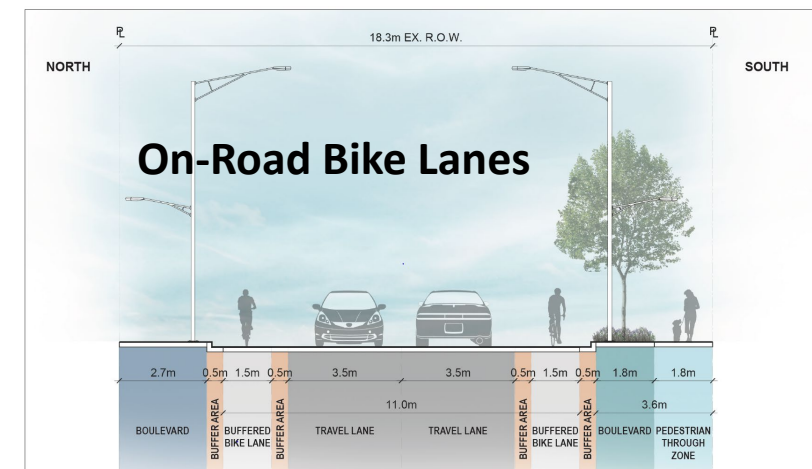 ℄ ℄
18.3m EX. R.O.W.
NORTH SOUTH
On-Road Bike Lanes
2.7m 0.5m 1.5m 0.5m 3.5m 3.5m 0.5m 1.5m 0.5m 1.8m 1.8m
11.0m 3.6m
BOULEVARD
BUFFER AREA
BUFFERED
BIKE LANE
BUFFER AREA
TRAVEL LANE
TRAVEL LANE
BUFFER AREA
BUFFERED
BIKE LANE
BUFFER AREA
BOULEVARD
PEDESTRIAN
THROUGH
ZONE